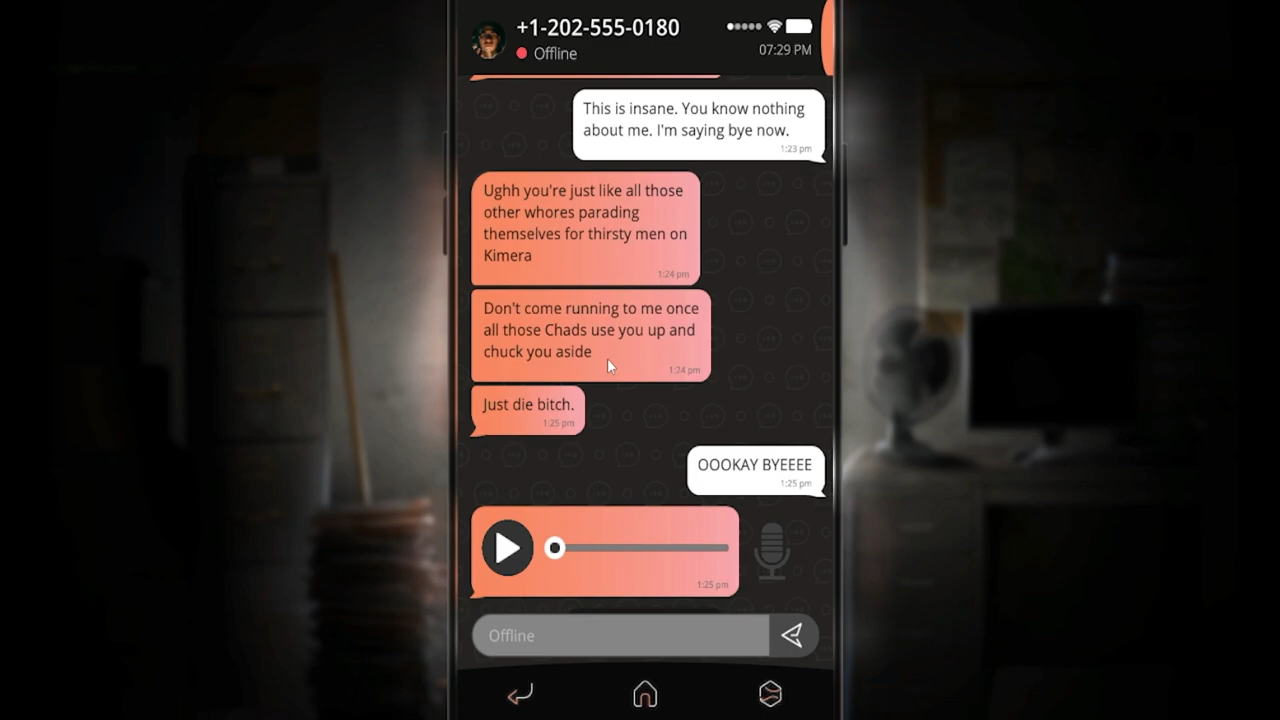 +1-202-555-0180
Offline
07:29 PM
This is insane. You know nothing
about me. I'm saying bye now.
1:23 pm
Ughh you're just like all those
other whores parading
themselves for thirsty men on
Kimera
1:24 pm
Don't come running to me once
all those Chads use you up and
chuck you aside
1:24 pm
Just die bitch.
1:25 pm
OOOKAY BYEEEE
1:25 pm
1:25 pm
Offline